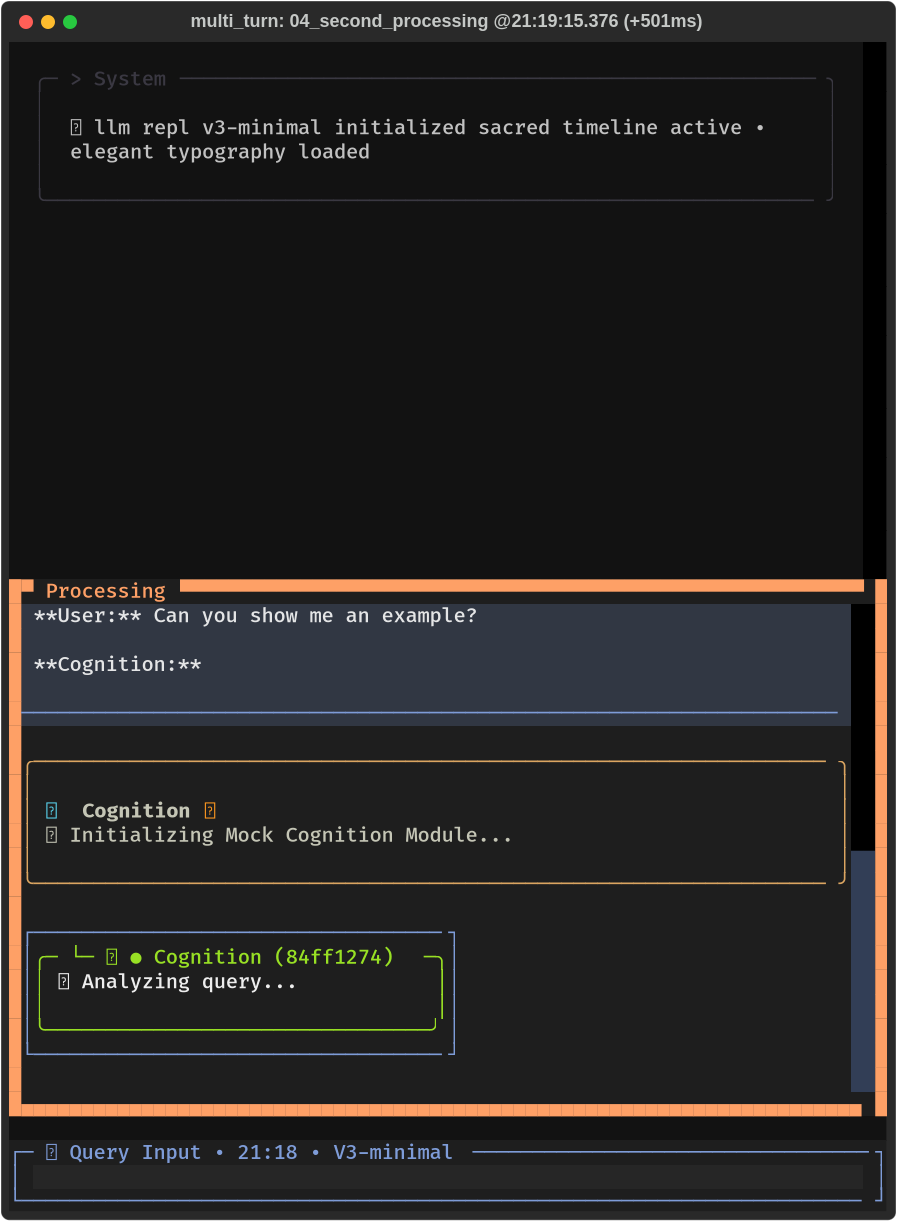 multi_turn: 04_second_processing @21:19:15.376 (+501ms)
> System
llm repl v3-minimal initialized sacred timeline active •
elegant typography loaded
Processing
**User:** Can you show me an example?
**Cognition:**
Cognition
Initializing Mock Cognition Module...
└─ ● Cognition (84ff1274)
Analyzing query...
Query Input • 21:18 • V3-minimal